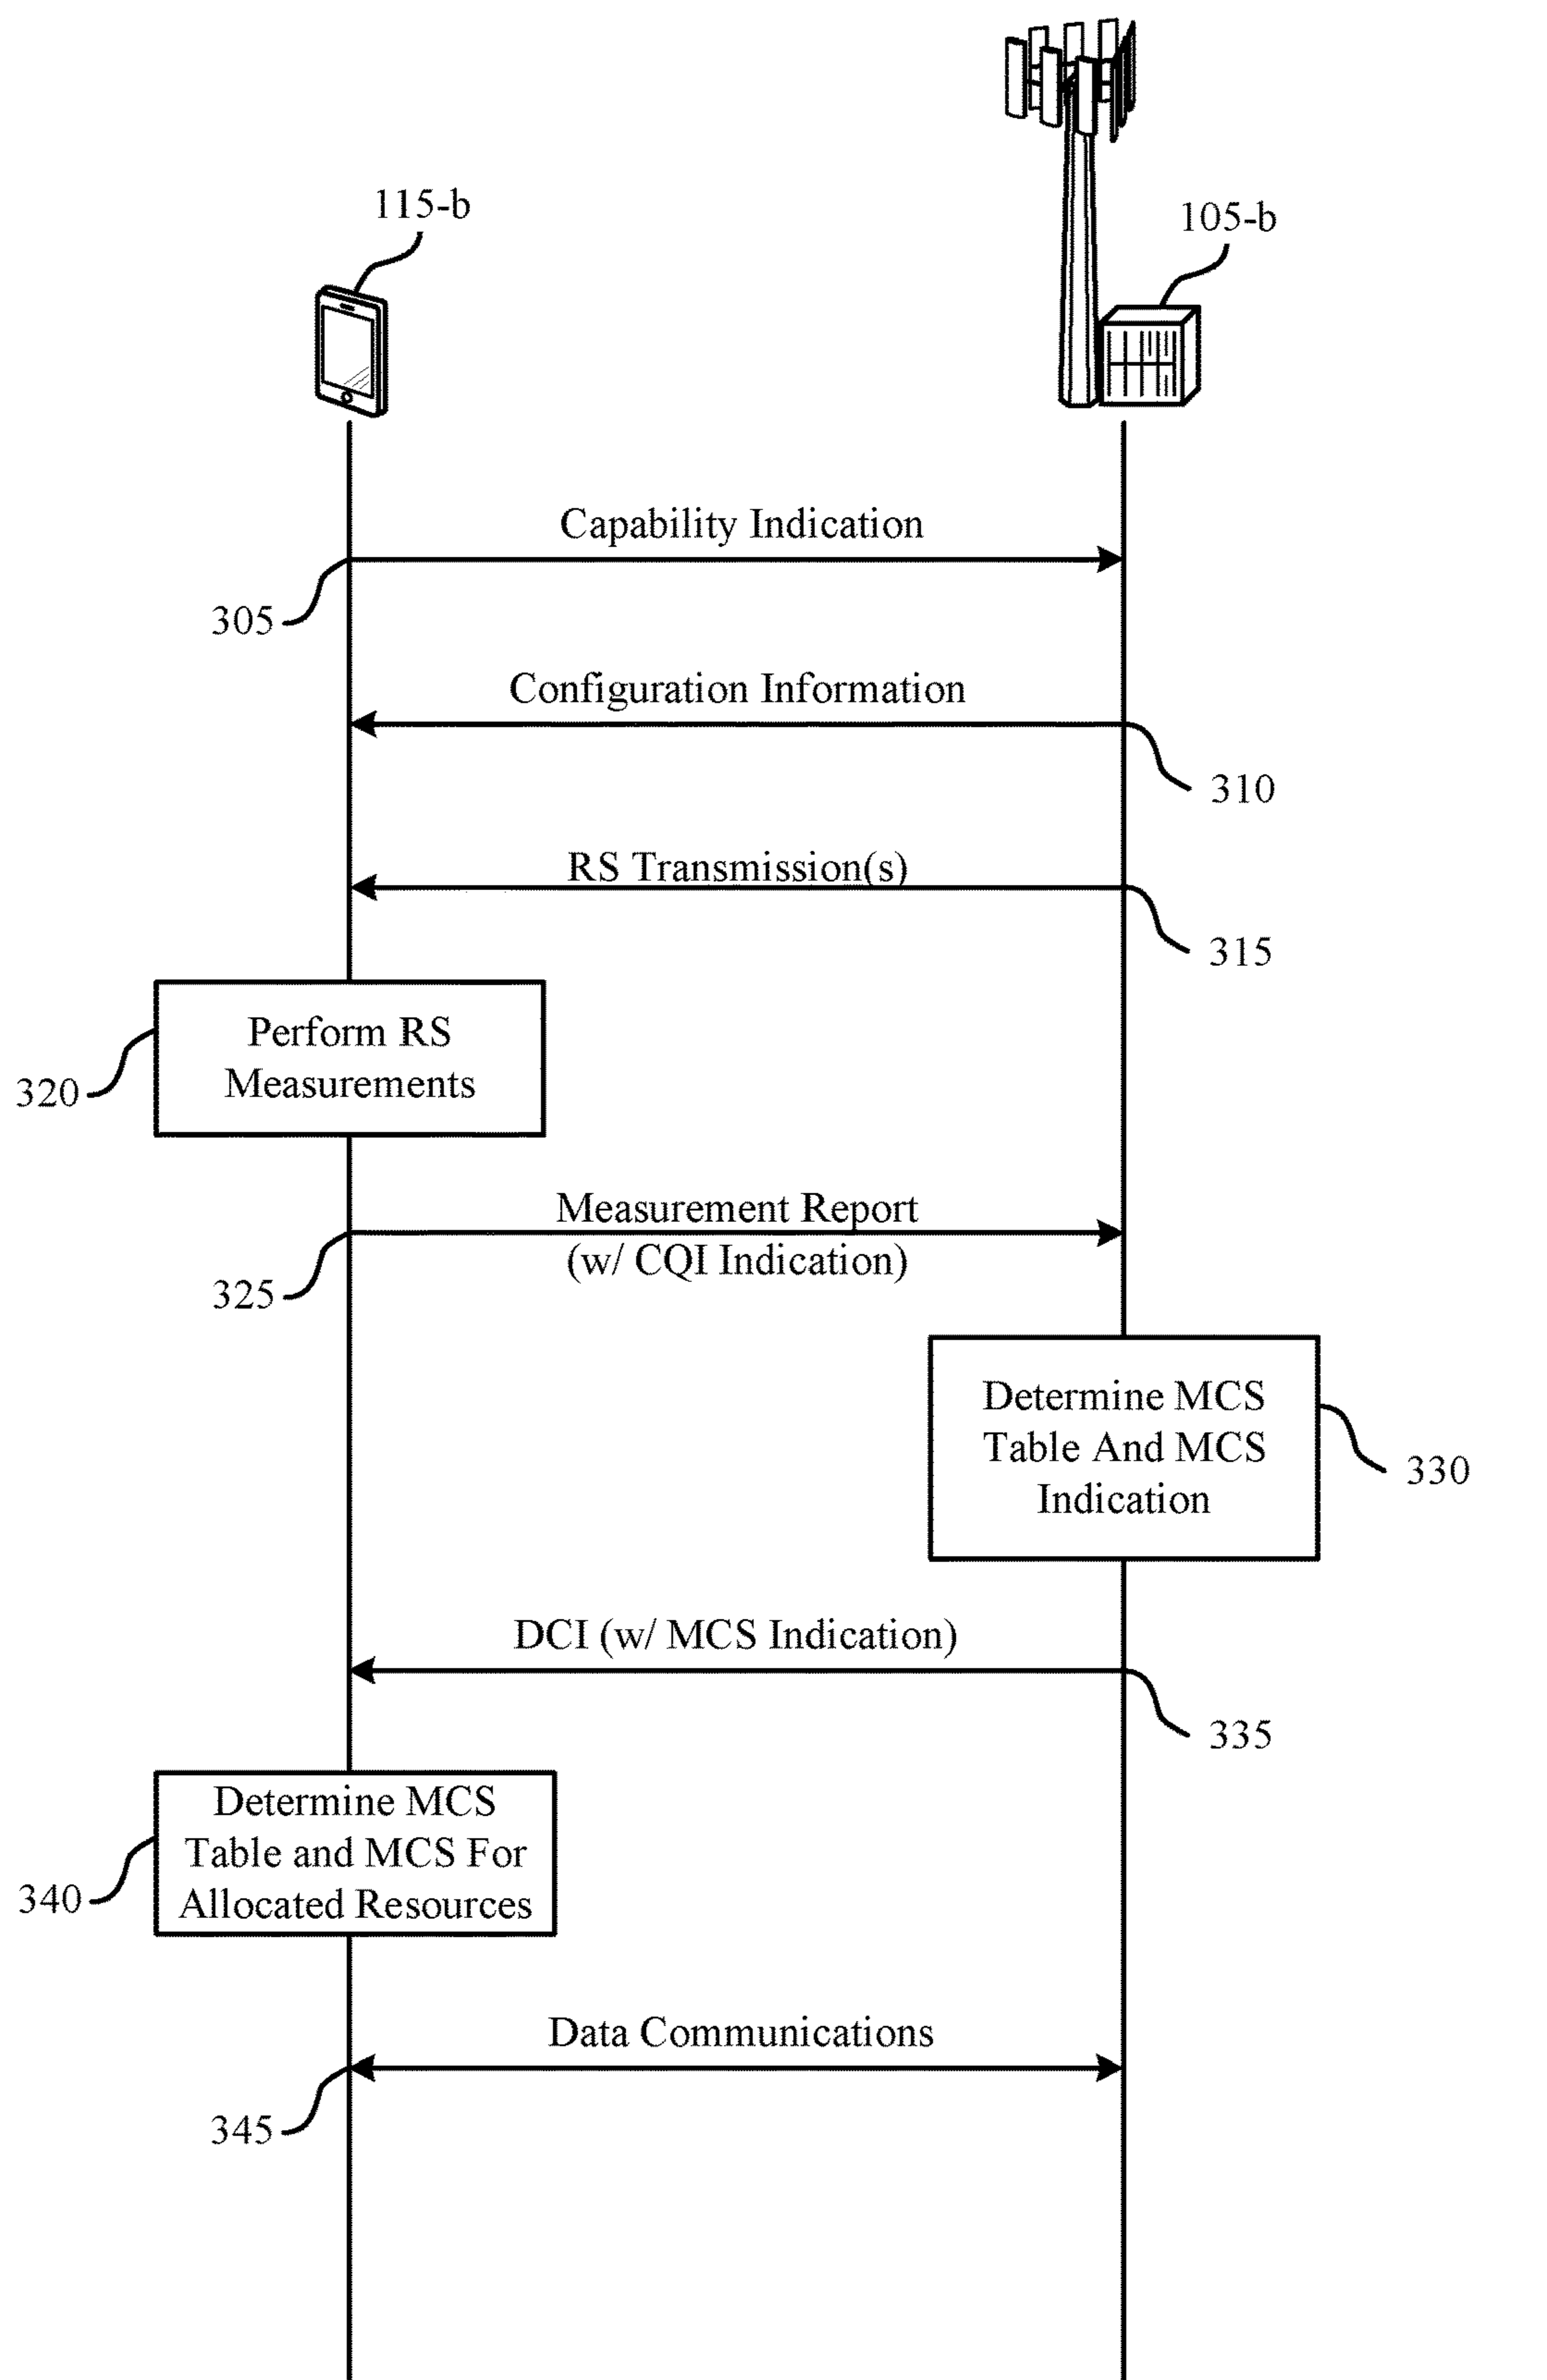 115-b
105-b
Capability Indication
305
Configuration Information
310
RS Transmission(s)
315
Perform RS
Measurements
320
Measurement Report
(w/ CQI Indication)
325
Determine MCS
Table And MCS
Indication
330
DCI (w/ MCS Indication)
335
Determine MCS
Table and MCS For
Allocated Resources
340
Data Communications
345